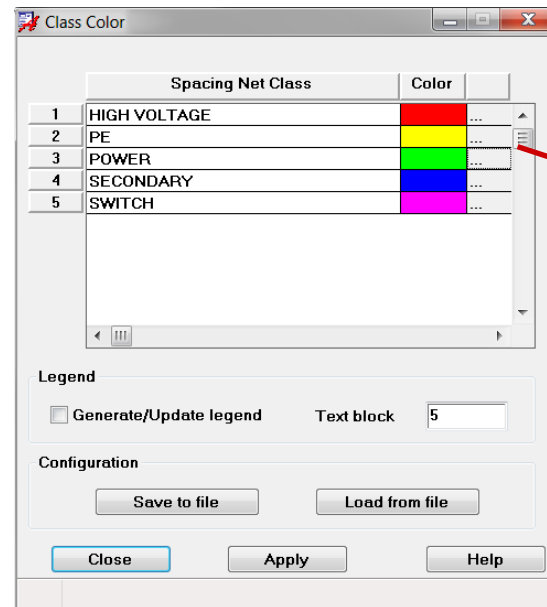 Class Color
Spacing Net Class Color
1 HIGH VOLTAGE ...
2 PE ...
3 POWER ...
4 SECONDARY ...
5 SWITCH ...
Legend
Generate/Update legend Text block 5
Configuration
Save to file Load from file
Close Apply Help